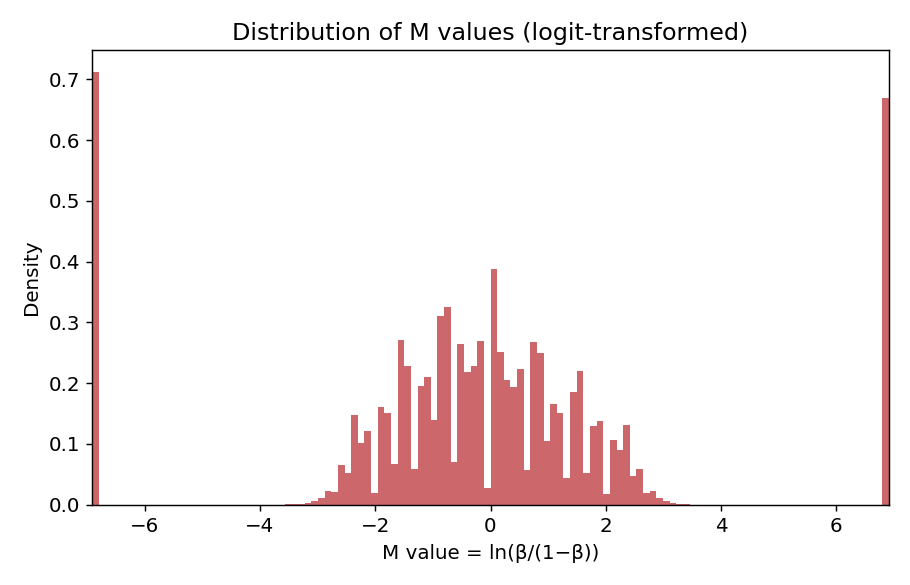 Distribution of M values (logit-transformed)
Density
0.7
0.6
0.5
0.4
0.3
0.2
0.1
0.0
−6 −4 −2 0 2 4 6
M value = ln(β/(1−β))